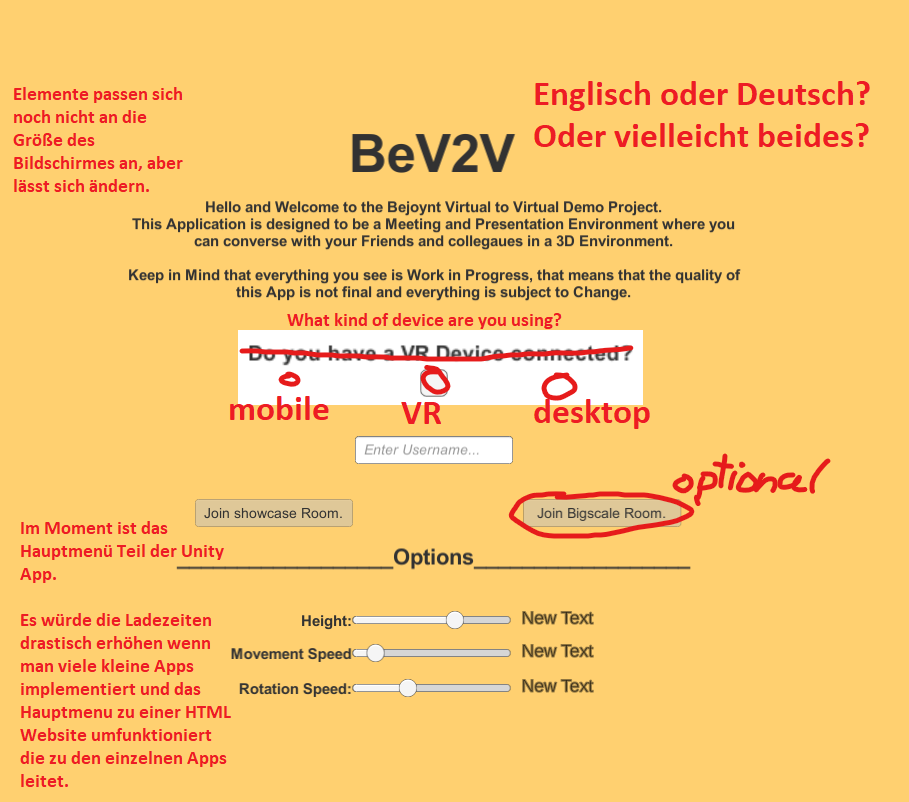 Elemente passen sich
noch nicht an die
Größe des
Bildschirmes an, aber
lässt sich ändern.
Englisch oder Deutsch?
Oder vielleicht beides?
BeV2V
Hello and Welcome to the Bejoynt Virtual to Virtual Demo Project.
This Application is designed to be a Meeting and Presentation Environment where you
can converse with your Friends and collegaues in a 3D Environment.
Keep in Mind that everything you see is Work in Progress, that means that the quality of
this App is not final and everything is subject to Change.
What kind of device are you using?
Do you have a VR Device connected?
mobile VR desktop
Enter Username...
optional
Join showcase Room. Join Bigscale Room.
Im Moment ist das
Hauptmenü Teil der Unity
App.
__________________Options__________________
Es würde die Ladezeiten
drastisch erhöhen wenn
man viele kleine Apps
implementiert und das
Hauptmenu zu einer HTML
Website umfunktioniert
die zu den einzelnen Apps
leitet.
Height: New Text
Movement Speed New Text
Rotation Speed: New Text